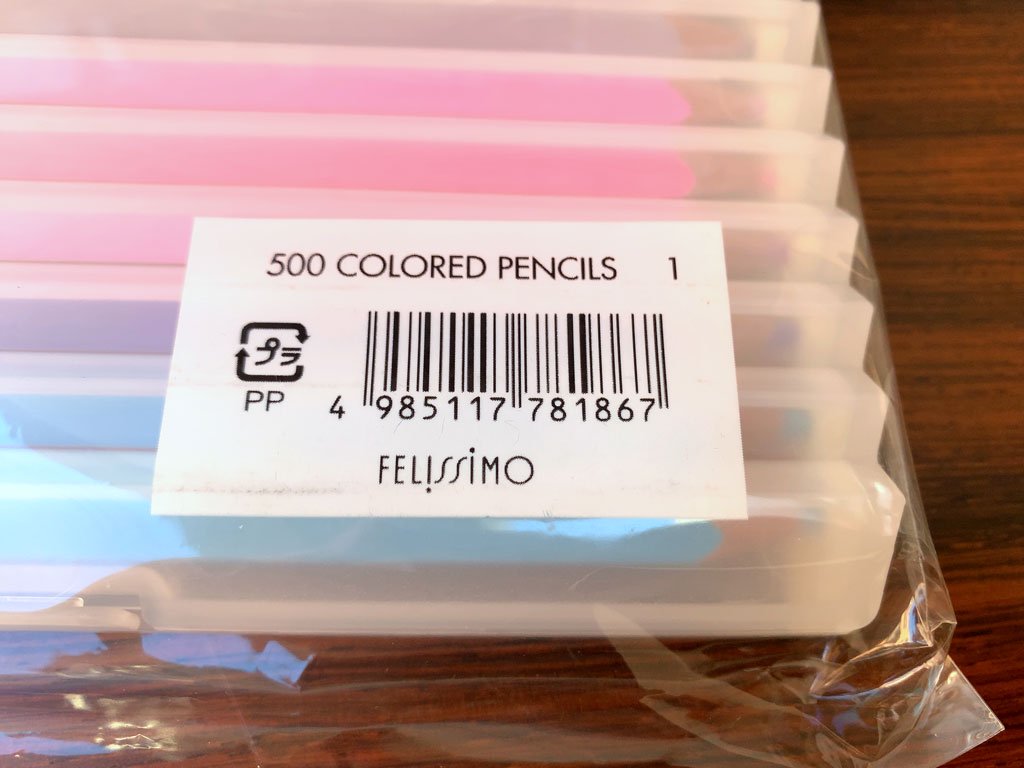 500 COLORED PENCILS 1
プラ
PP
4 985117 781867
FELISSIMO